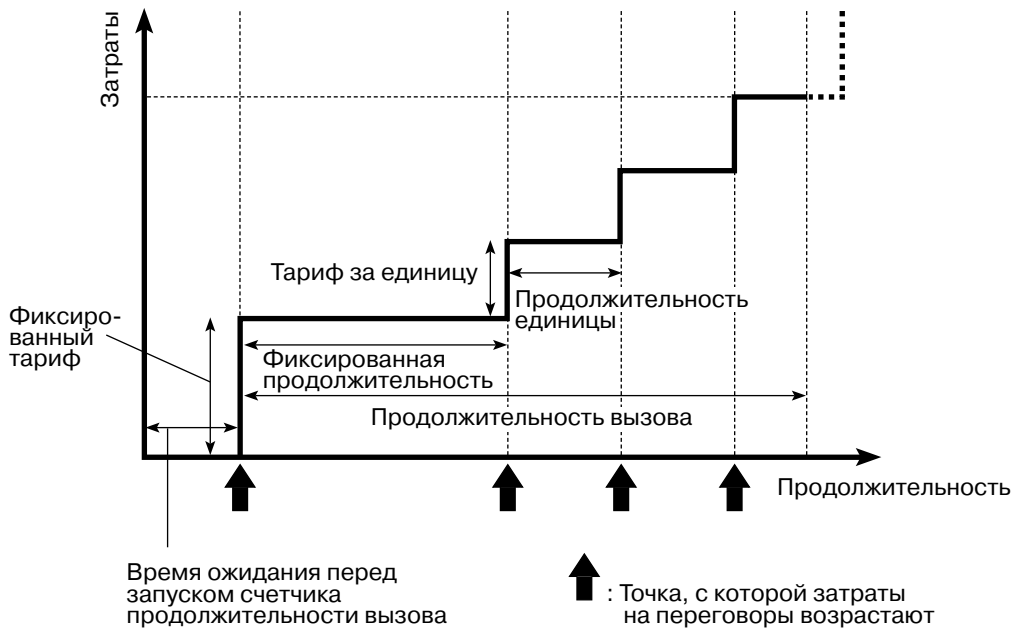 Затраты
Тариф за единицу
Продолжительность
единицы
Фиксиро-
ванный
тариф
Фиксированная
продолжительность
Продолжительность вызова
Продолжительность
Время ожидания перед
запуском счетчика
продолжительности вызова
: Точка, с которой затраты
на переговоры возрастают